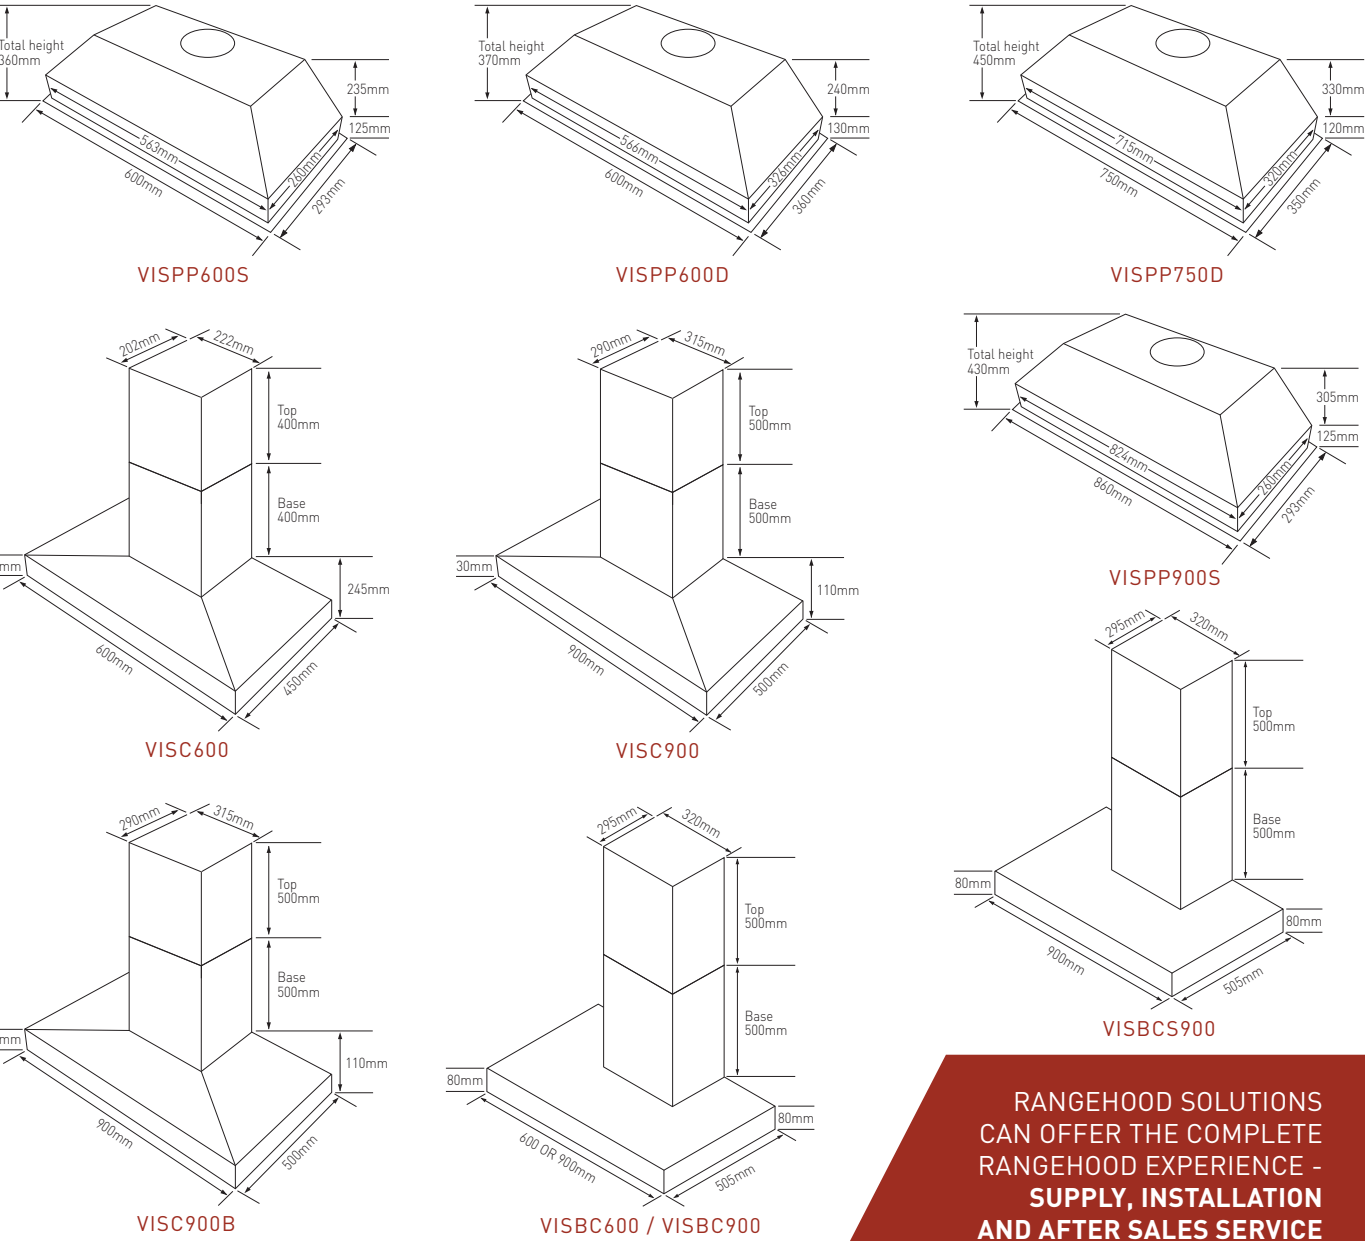 Total height
360mm
235mm
125mm
563mm
260mm
600mm
293mm
VISPP600S
Total height
370mm
240mm
130mm
566mm
326mm
600mm
360mm
VISPP600D
Total height
450mm
330mm
120mm
715mm
320mm
750mm
350mm
VISPP750D
202mm
222mm
Top
400mm
Base
400mm
mm
245mm
600mm
450mm
VISC600
290mm
315mm
Top
500mm
Base
500mm
30mm
110mm
900mm
500mm
VISC900
Total height
430mm
305mm
125mm
824mm
260mm
860mm
293mm
VISPP900S
295mm
320mm
Top
500mm
Base
500mm
80mm
80mm
900mm
505mm
VISBCS900
290mm
315mm
Top
500mm
Base
500mm
mm
110mm
900mm
500mm
VISC900B
295mm
320mm
Top
500mm
Base
500mm
80mm
80mm
600 OR 900mm
505mm
VISBC600 / VISBC900
RANGEHOOD SOLUTIONS
CAN OFFER THE COMPLETE
RANGEHOOD EXPERIENCE -
SUPPLY, INSTALLATION
AND AFTER SALES SERVICE